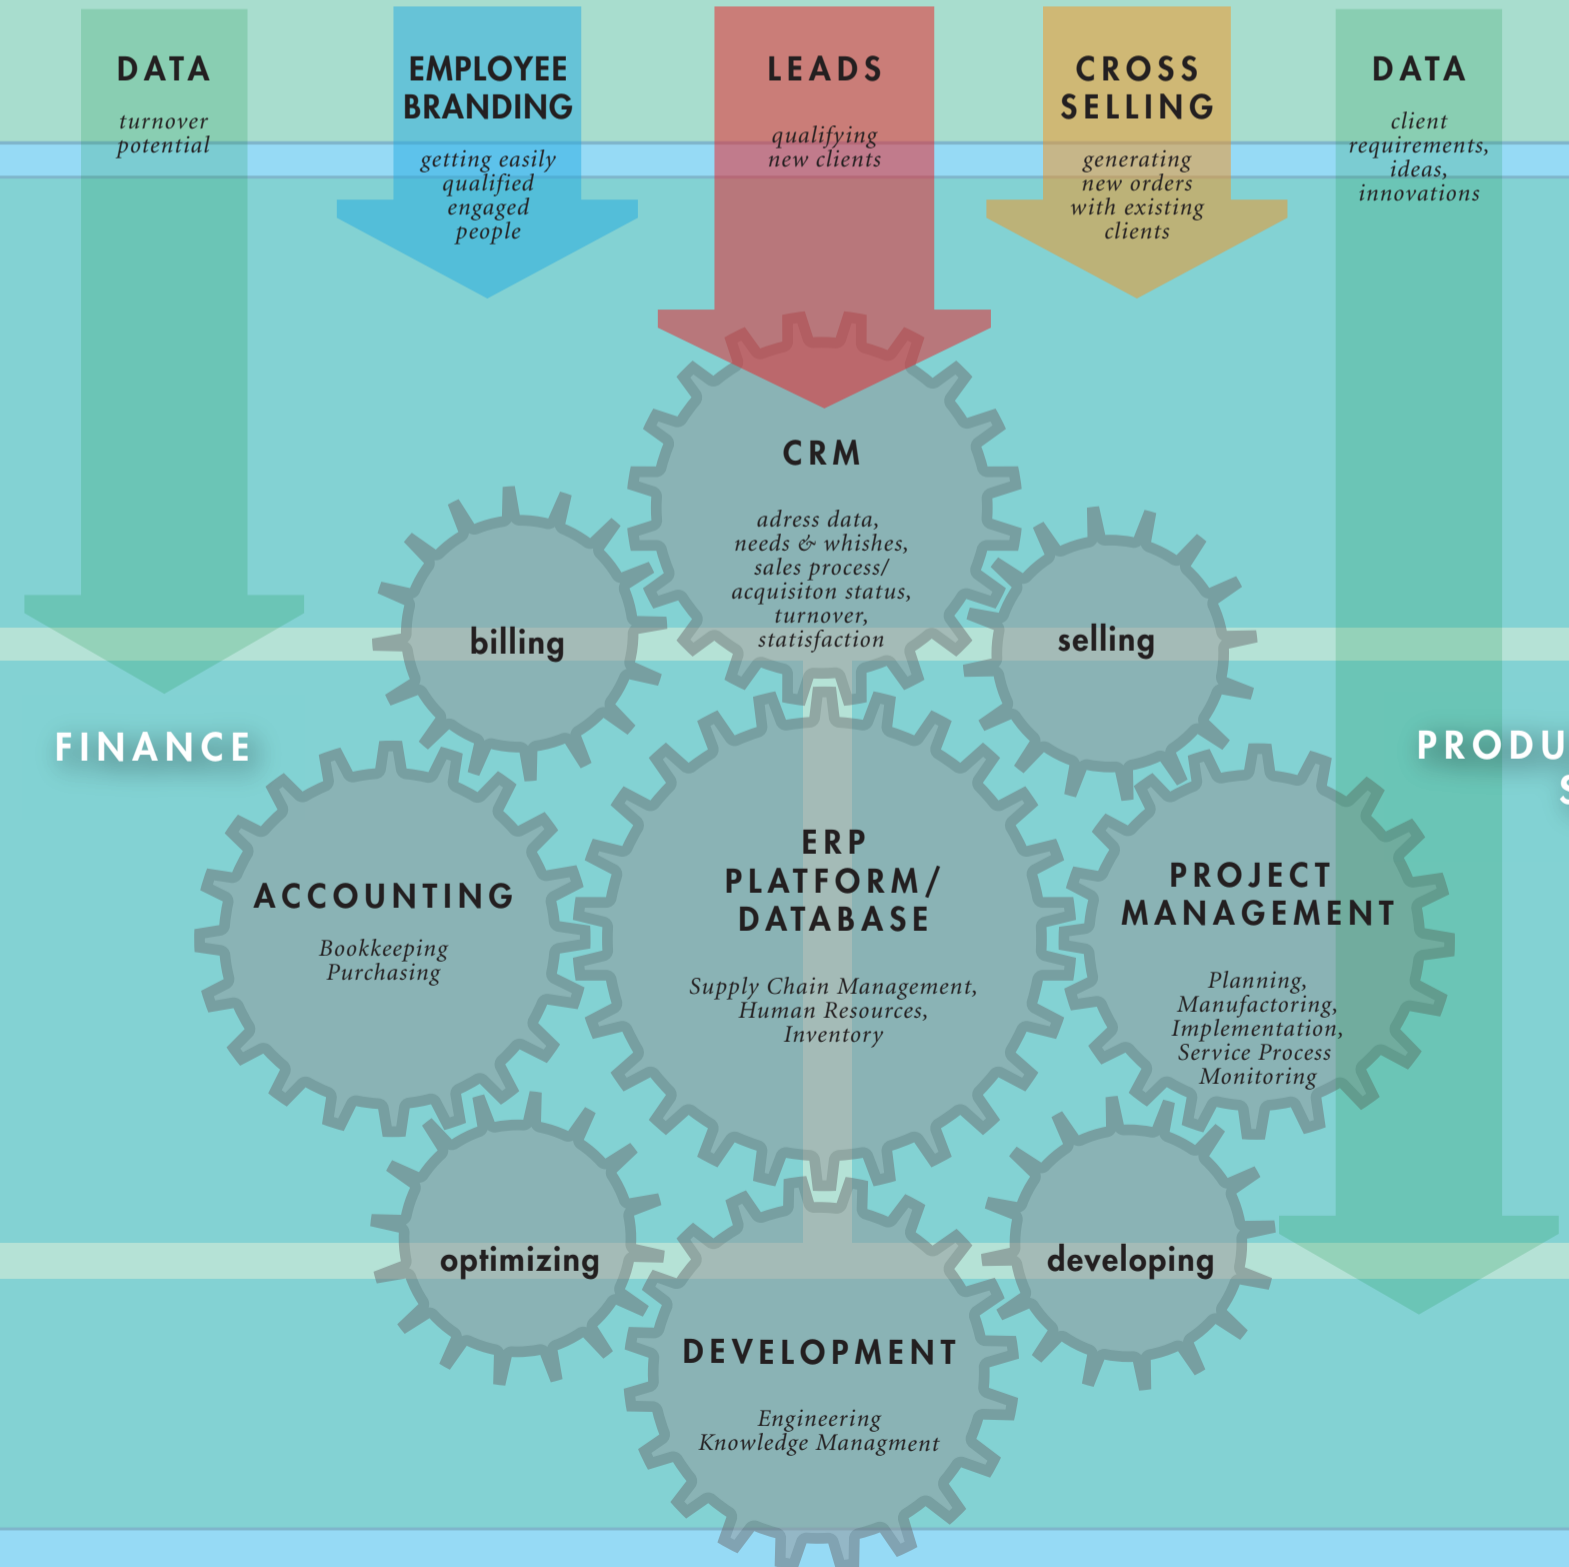 DATA
turnover
potential
EMPLOYEE
BRANDING
getting easily
qualified
engaged
people
LEADS
qualifying
new clients
CROSS
SELLING
generating
new orders
with existing
clients
DATA
client
requirements,
ideas,
innovations
CRM
adress data,
needs & whishes,
sales process/
acquisiton status,
turnover,
statisfaction
billing
selling
FINANCE
PRODU
S
ACCOUNTING
Bookkeeping
Purchasing
ERP
PLATFORM/
DATABASE
Supply Chain Management,
Human Resources,
Inventory
PROJECT
MANAGEMENT
Planning,
Manufactoring,
Implementation,
Service Process
Monitoring
optimizing
developing
DEVELOPMENT
Engineering
Knowledge Managment